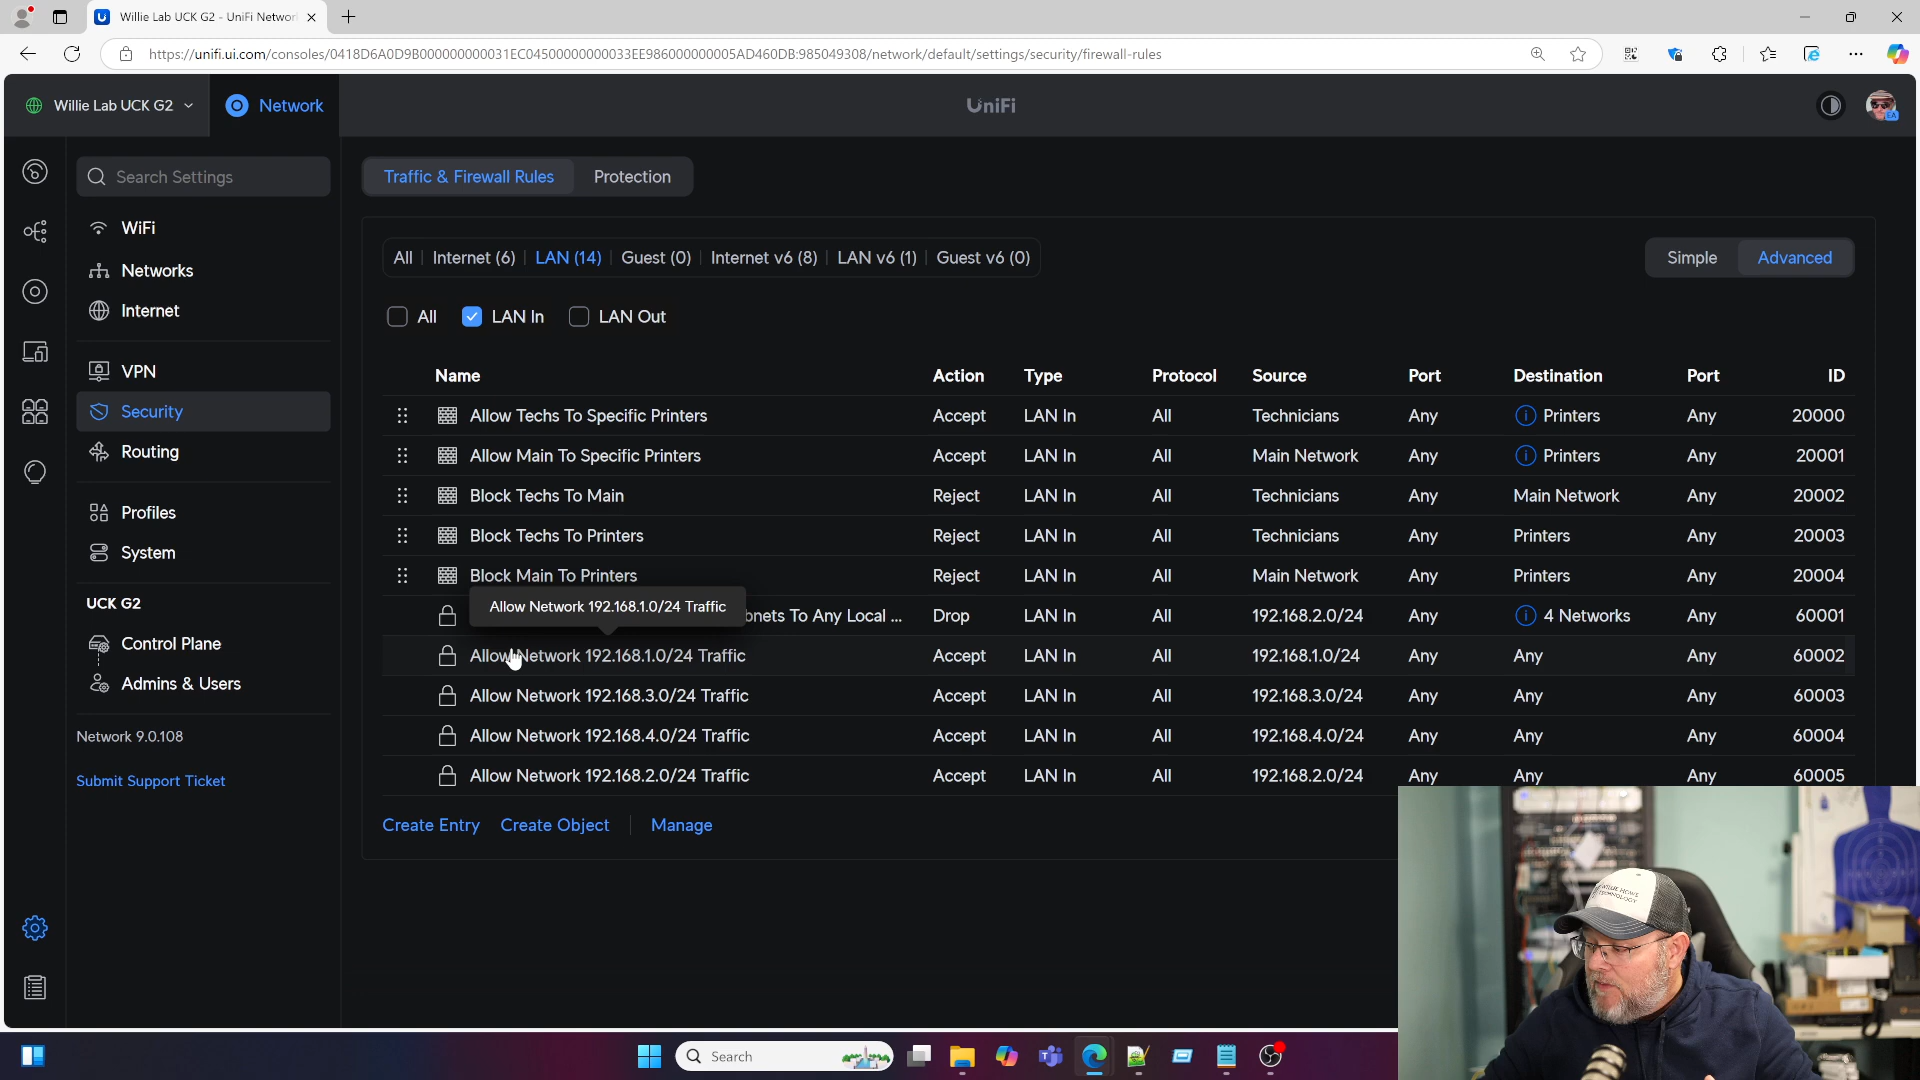 Willie Lab UCK G2 - UniFi Networ
https://unifi.ui.com/consoles/0418D6A0D9B000000000031EC04500000000033EE986000000005AD460DB:985049308/network/default/settings/security/firewall-rules
Willie Lab UCK G2
Network
UniFi
Search Settings
WiFi
Networks
Internet
VPN
Security
Routing
Profiles
System
UCK G2
Control Plane
Admins & Users
Network 9.0.108
Submit Support Ticket
Traffic & Firewall Rules Protection
All Internet (6) LAN (14) Guest (0) Internet v6 (8) LAN v6 (1) Guest v6 (0)
Simple Advanced
All LAN In LAN Out
Name Action Type Protocol Source Port Destination Port ID
Allow Techs To Specific Printers Accept LAN In All Technicians Any Printers Any 20000
Allow Main To Specific Printers Accept LAN In All Main Network Any Printers Any 20001
Block Techs To Main Reject LAN In All Technicians Any Main Network Any 20002
Block Techs To Printers Reject LAN In All Technicians Any Printers Any 20003
Block Main To Printers Reject LAN In All Main Network Any Printers Any 20004
Allow Network 192.168.1.0/24 Traffic
bnets To Any Local ... Drop LAN In All 192.168.2.0/24 Any 4 Networks Any 60001
Allow Network 192.168.1.0/24 Traffic Accept LAN In All 192.168.1.0/24 Any Any Any 60002
Allow Network 192.168.3.0/24 Traffic Accept LAN In All 192.168.3.0/24 Any Any Any 60003
Allow Network 192.168.4.0/24 Traffic Accept LAN In All 192.168.4.0/24 Any Any Any 60004
Allow Network 192.168.2.0/24 Traffic Accept LAN In All 192.168.2.0/24 Any Any Any 60005
Create Entry Create Object Manage
Search